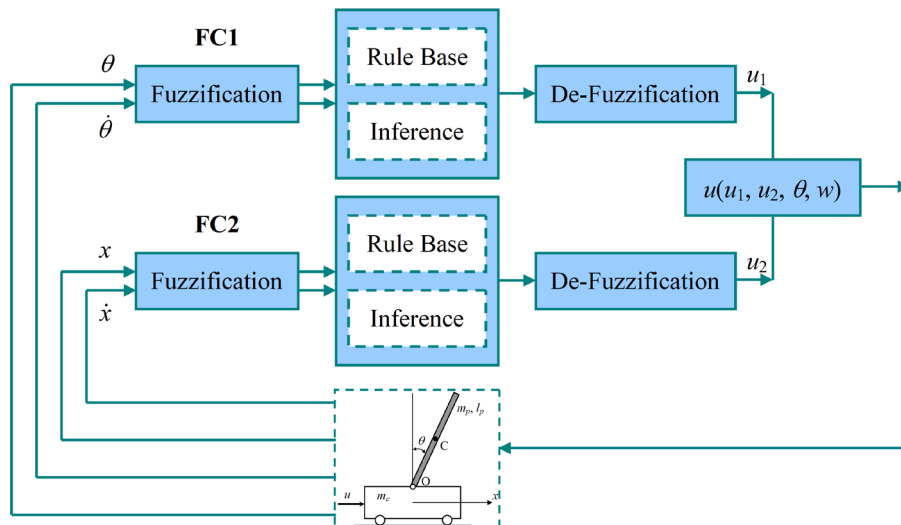 FC1
θ
θ̇
Fuzzification
Rule Base
Inference
De-Fuzzification
u₁
u(u₁, u₂, θ, w)
FC2
x
ẋ
Fuzzification
Rule Base
Inference
De-Fuzzification
u₂
mₚ, lₚ
θ
C
O
u
m꜀
x